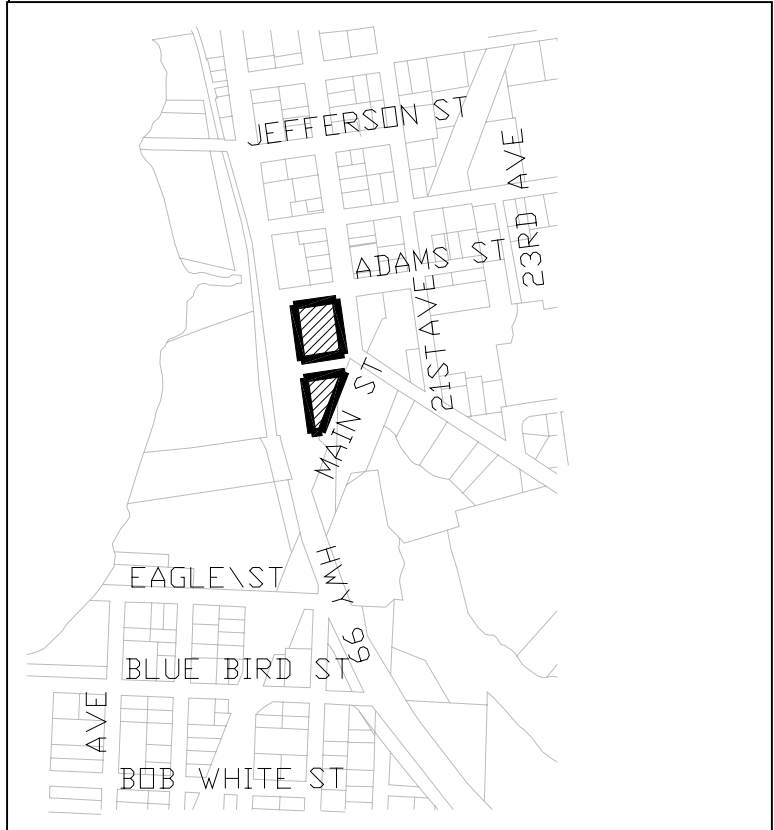 JEFFERSON ST
23RD AVE
ADAMS ST
21ST AVE
MAIN ST
HWY 99
EAGLE\ST
BLUE BIRD ST
AVE
BOB WHITE ST